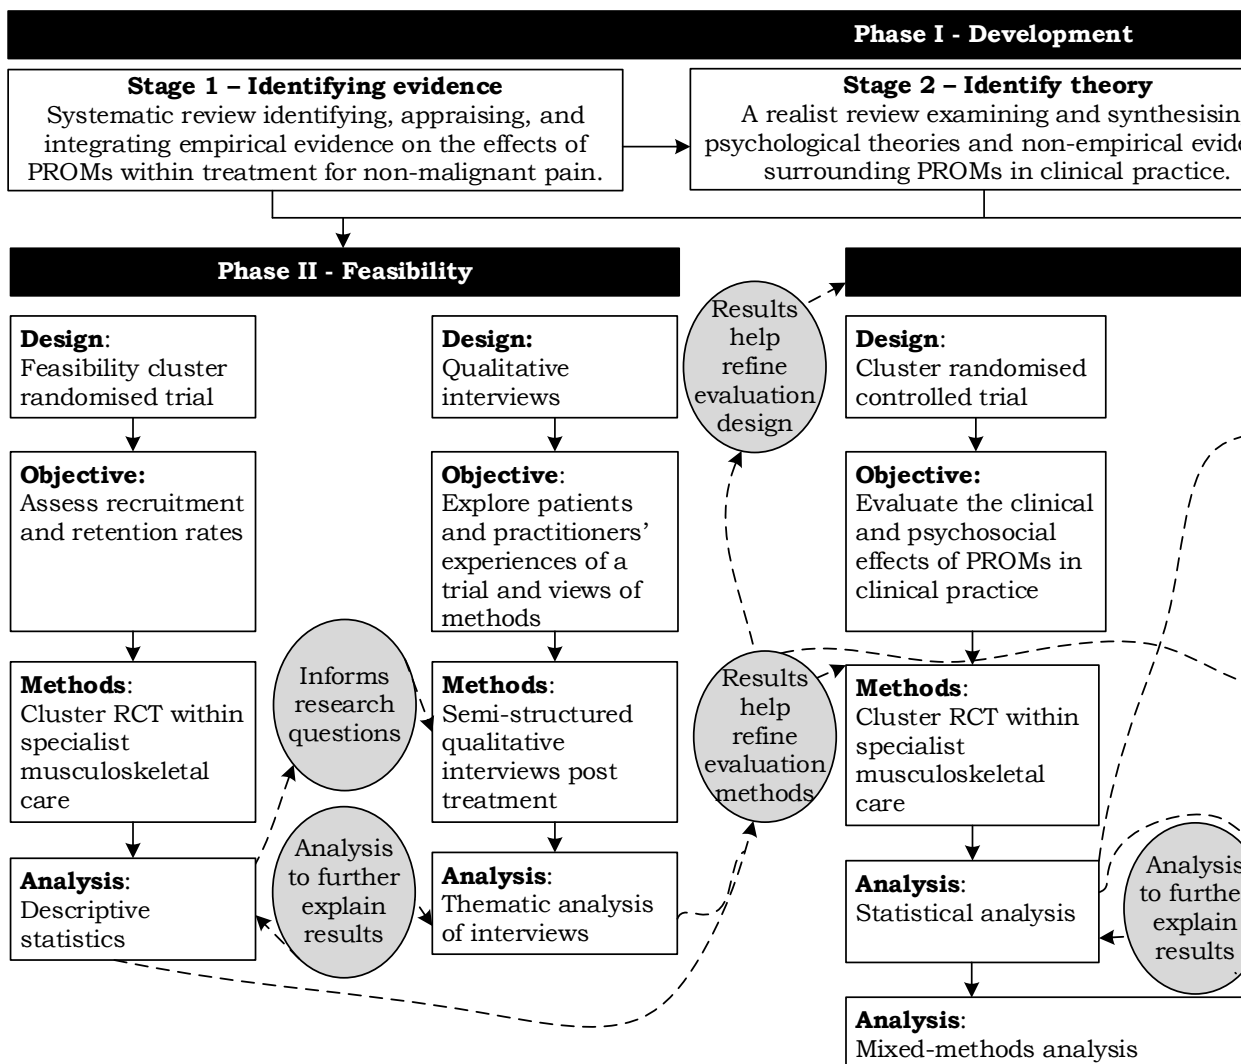 Phase I - Development
Stage 1 – Identifying evidence
Systematic review identifying, appraising, and
integrating empirical evidence on the effects of
PROMs within treatment for non-malignant pain.
Stage 2 – Identify theory
A realist review examining and synthesisin
psychological theories and non-empirical evide
surrounding PROMs in clinical practice.
Phase II - Feasibility
Design:
Feasibility cluster
randomised trial
Objective:
Assess recruitment
and retention rates
Methods:
Cluster RCT within
specialist
musculoskeletal
care
Analysis:
Descriptive
statistics
Informs
research
questions
Analysis
to further
explain
results
Design:
Qualitative
interviews
Objective:
Explore patients
and practitioners’
experiences of a
trial and views of
methods
Methods:
Semi-structured
qualitative
interviews post
treatment
Analysis:
Thematic analysis
of interviews
Results
help
refine
evaluation
design
Results
help
refine
evaluation
methods
Design:
Cluster randomised
controlled trial
Objective:
Evaluate the clinical
and psychosocial
effects of PROMs in
clinical practice
Methods:
Cluster RCT within
specialist
musculoskeletal
care
Analysis:
Statistical analysis
Analysis
to further
explain
results
Analysis:
Mixed-methods analysis